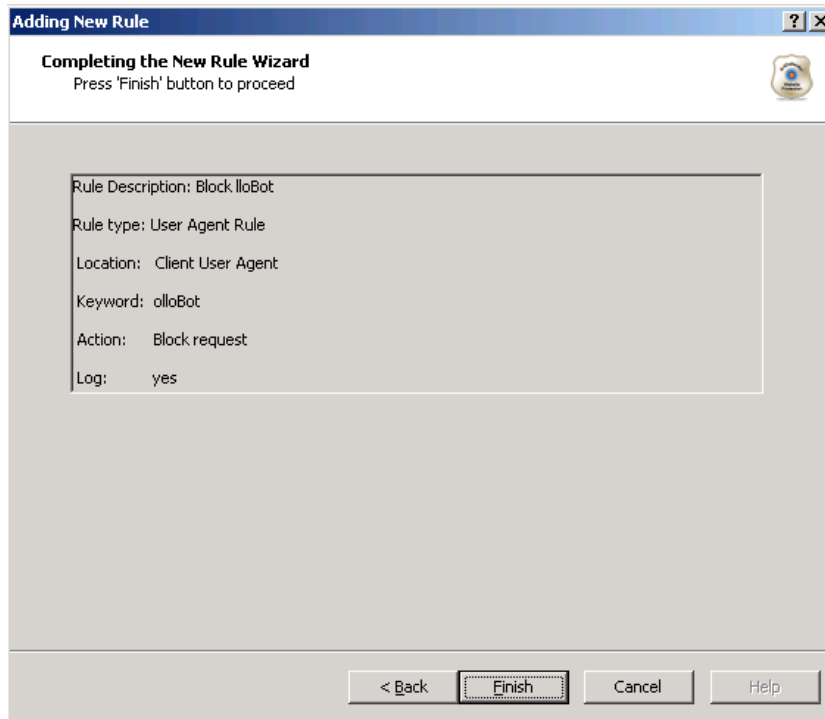 Adding New Rule
Completing the New Rule Wizard
Press 'Finish' button to proceed
Rule Description: Block lloBot
Rule type: User Agent Rule
Location: Client User Agent
Keyword: olloBot
Action: Block request
Log: yes
< Back Finish Cancel Help